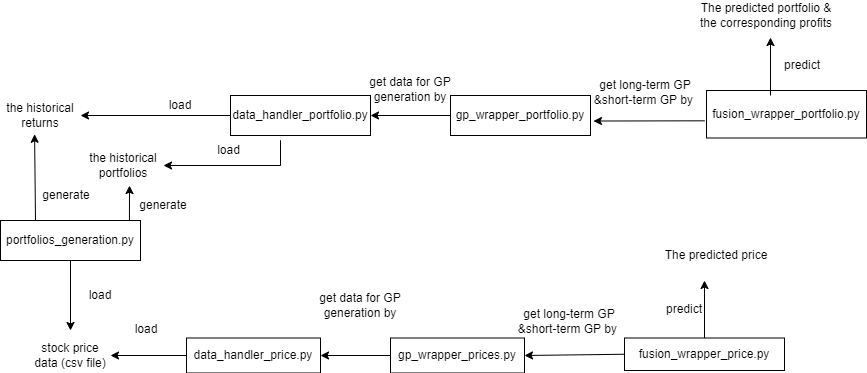 The predicted portfolio &
the corresponding profits
predict
get data for GP
generation by
get long-term GP
&short-term GP by
the historical
returns
load
data_handler_portfolio.py
gp_wrapper_portfolio.py
fusion_wrapper_portfolio.py
the historical
portfolios
load
generate
generate
portfolios_generation.py
The predicted price
load
get data for GP
generation by
get long-term GP
&short-term GP by
predict
load
stock price
data (csv file)
data_handler_price.py
gp_wrapper_prices.py
fusion_wrapper_price.py